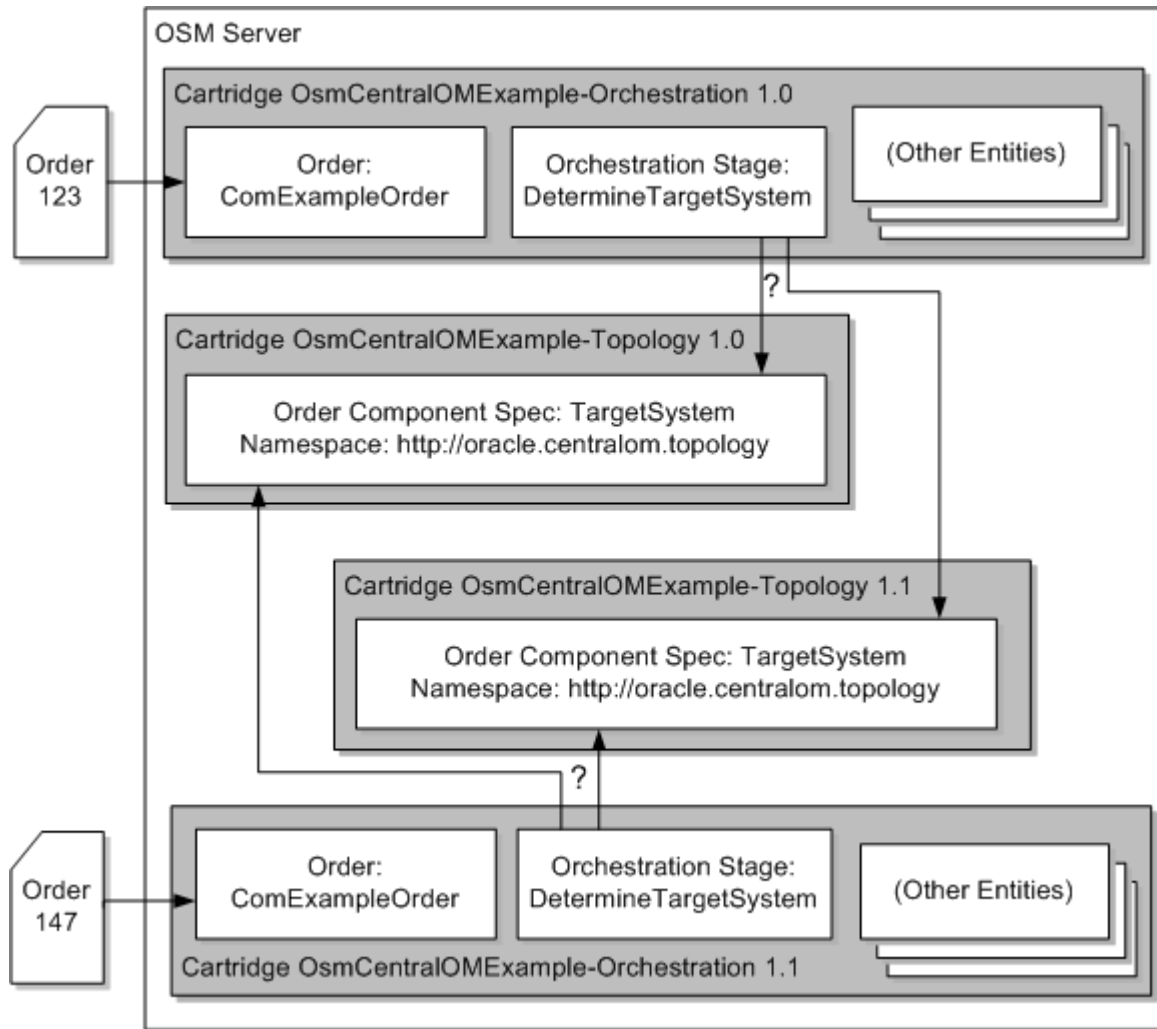 OSM Server
Cartridge OsmCentralOMExample-Orchestration 1.0
Order
123
Order:
ComExampleOrder
Orchestration Stage:
DetermineTargetSystem
(Other Entities)
?
Cartridge OsmCentralOMExample-Topology 1.0
Order Component Spec: TargetSystem
Namespace: http://oracle.centralom.topology
Cartridge OsmCentralOMExample-Topology 1.1
Order Component Spec: TargetSystem
Namespace: http://oracle.centralom.topology
?
Order
147
Order:
ComExampleOrder
Orchestration Stage:
DetermineTargetSystem
(Other Entities)
Cartridge OsmCentralOMExample-Orchestration 1.1